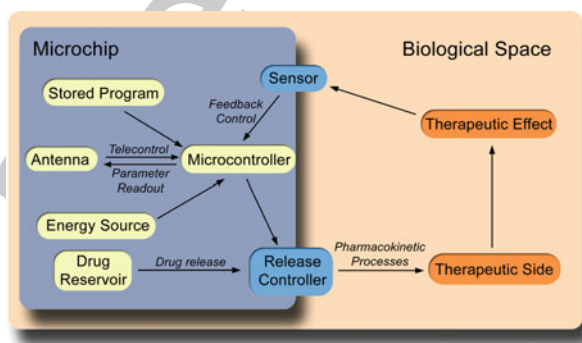 Microchip
Biological Space
Sensor
Stored Program
Feedback
Control
Therapeutic Effect
Telecontrol
Antenna
Microcontroller
Parameter
Readout
Energy Source
Drug
Reservoir
Drug release
Release
Controller
Pharmacokinetic
Processes
Therapeutic Side